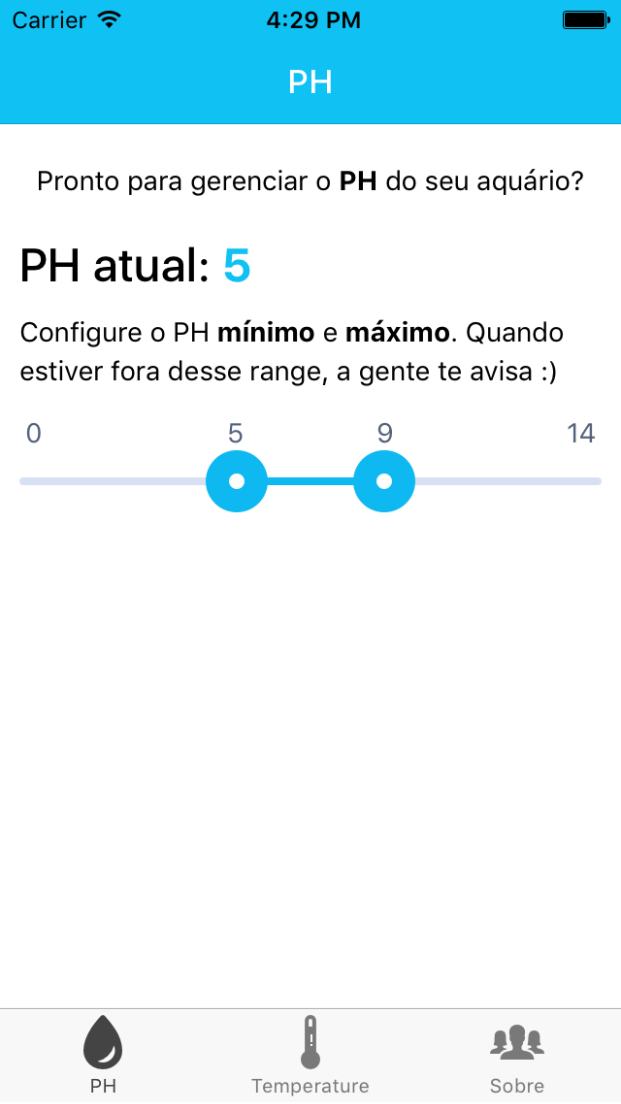 Carrier 4:29 PM
PH
Pronto para gerenciar o PH do seu aquário?
PH atual: 5
Configure o PH mínimo e máximo. Quando
estiver fora desse range, a gente te avisa :)
0 5 9 14
PH Temperature Sobre